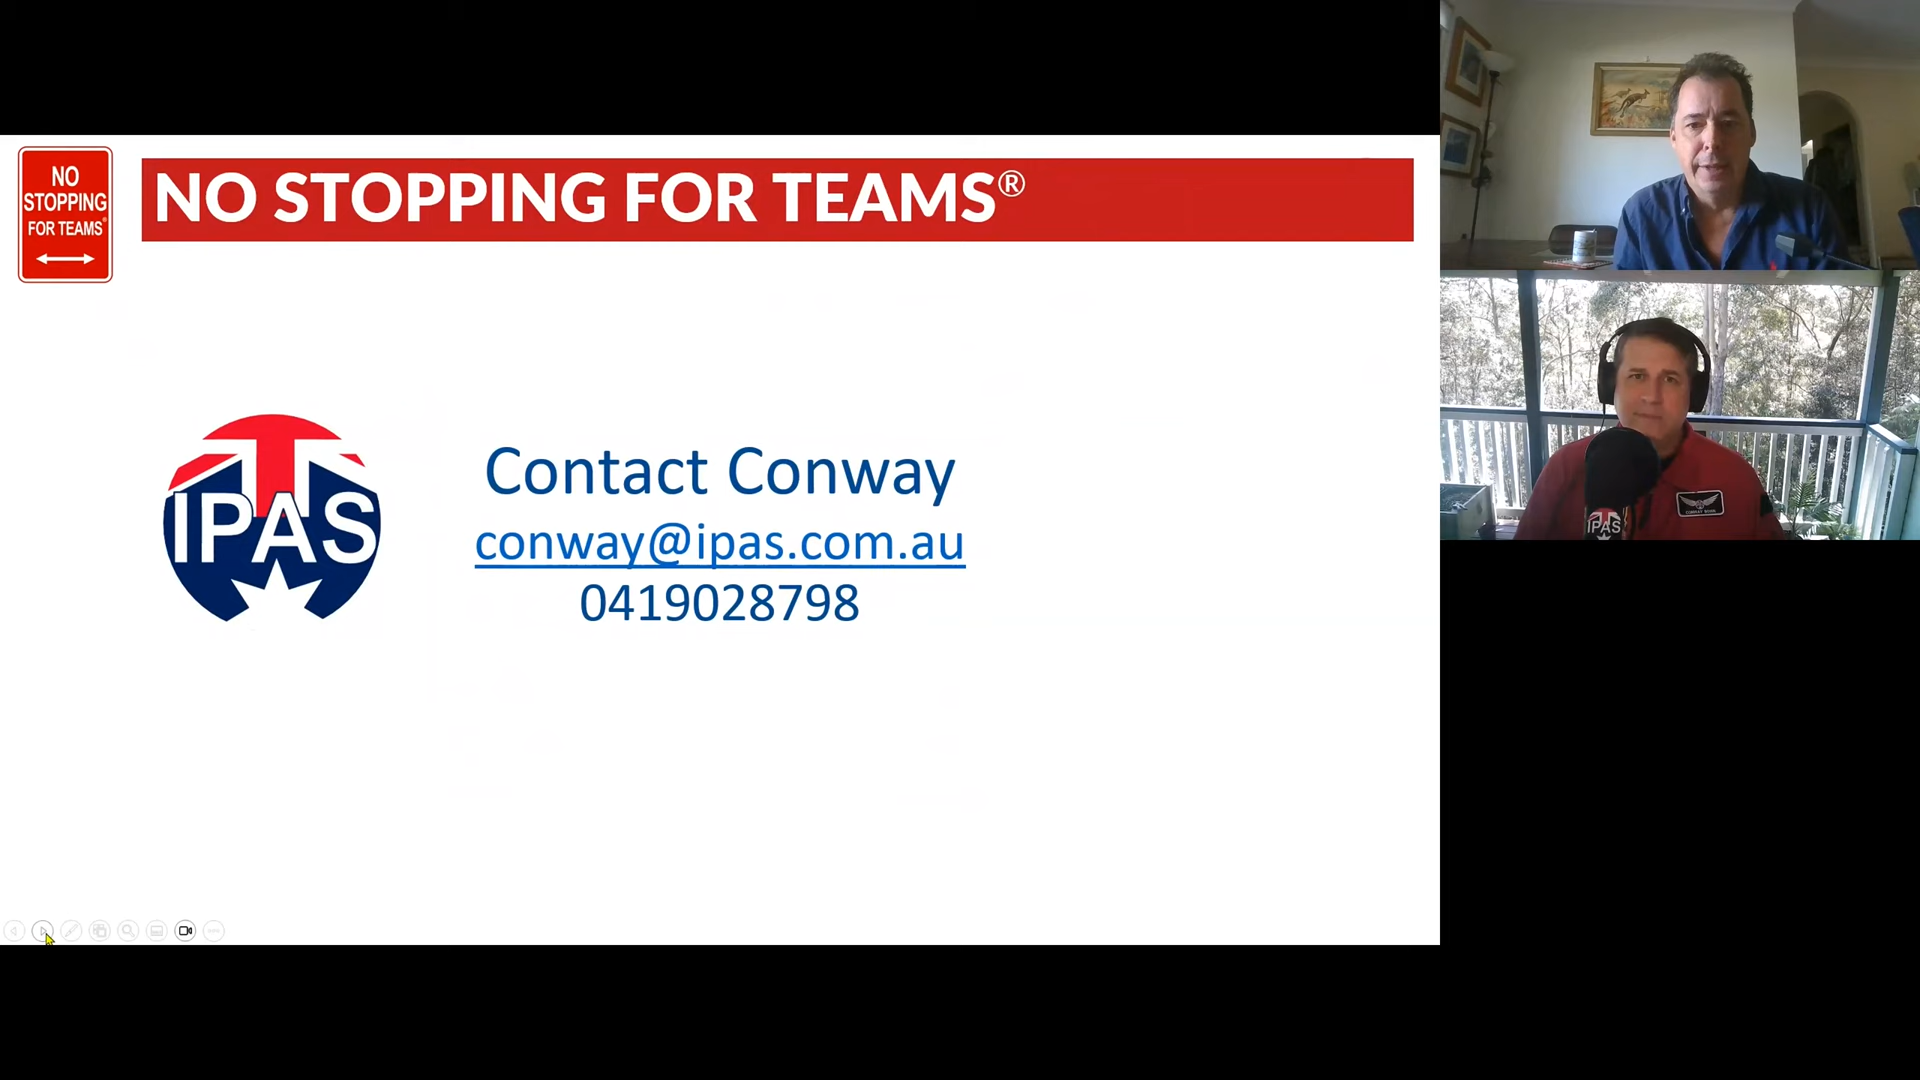 NO
STOPPING
FOR TEAMS®
NO STOPPING FOR TEAMS®
IPAS
Contact Conway
conway@ipas.com.au
0419028798
IPAS